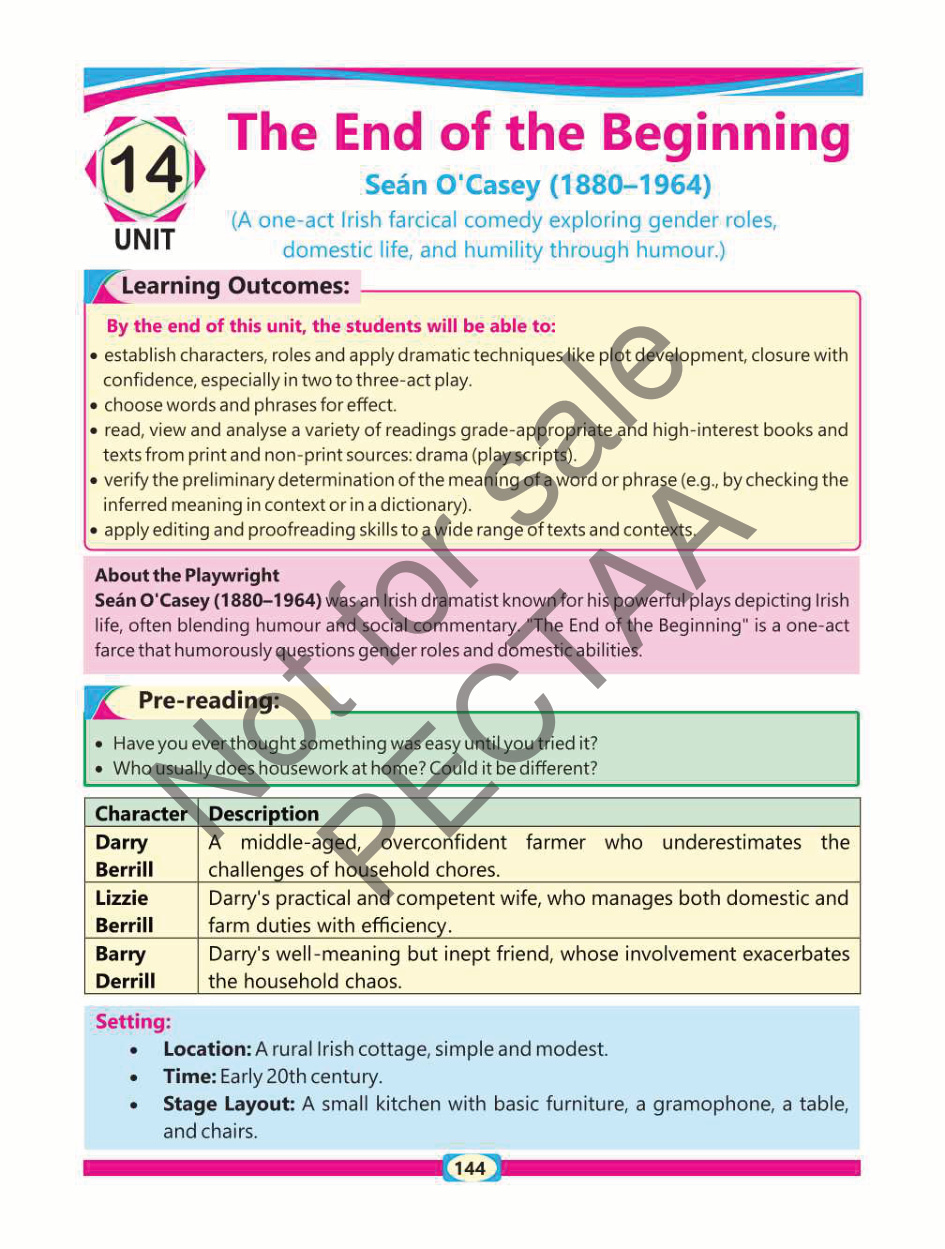 The End of the Beginning
14
UNIT
Seán O'Casey (1880–1964)
(A one-act Irish farcical comedy exploring gender roles,
domestic life, and humility through humour.)
Learning Outcomes:
By the end of this unit, the students will be able to:
• establish characters, roles and apply dramatic techniques like plot development, closure with
confidence, especially in two to three-act play.
• choose words and phrases for effect.
• read, view and analyse a variety of readings grade-appropriate and high-interest books and
texts from print and non-print sources: drama (play scripts).
• verify the preliminary determination of the meaning of a word or phrase (e.g., by checking the
inferred meaning in context or in a dictionary).
• apply editing and proofreading skills to a wide range of texts and contexts.
About the Playwright
Seán O'Casey (1880–1964) was an Irish dramatist known for his powerful plays depicting Irish
life, often blending humour and social commentary. "The End of the Beginning" is a one-act
farce that humorously questions gender roles and domestic abilities.
Pre-reading:
• Have you ever thought something was easy until you tried it?
• Who usually does housework at home? Could it be different?
Character Description
Darry A middle-aged, overconfident farmer who underestimates the
Berrill challenges of household chores.
Lizzie Darry's practical and competent wife, who manages both domestic and
Berrill farm duties with efficiency.
Barry Darry's well-meaning but inept friend, whose involvement exacerbates
Derrill the household chaos.
Setting:
• Location: A rural Irish cottage, simple and modest.
• Time: Early 20th century.
• Stage Layout: A small kitchen with basic furniture, a gramophone, a table,
and chairs.
144
Not for sale
PECTAA